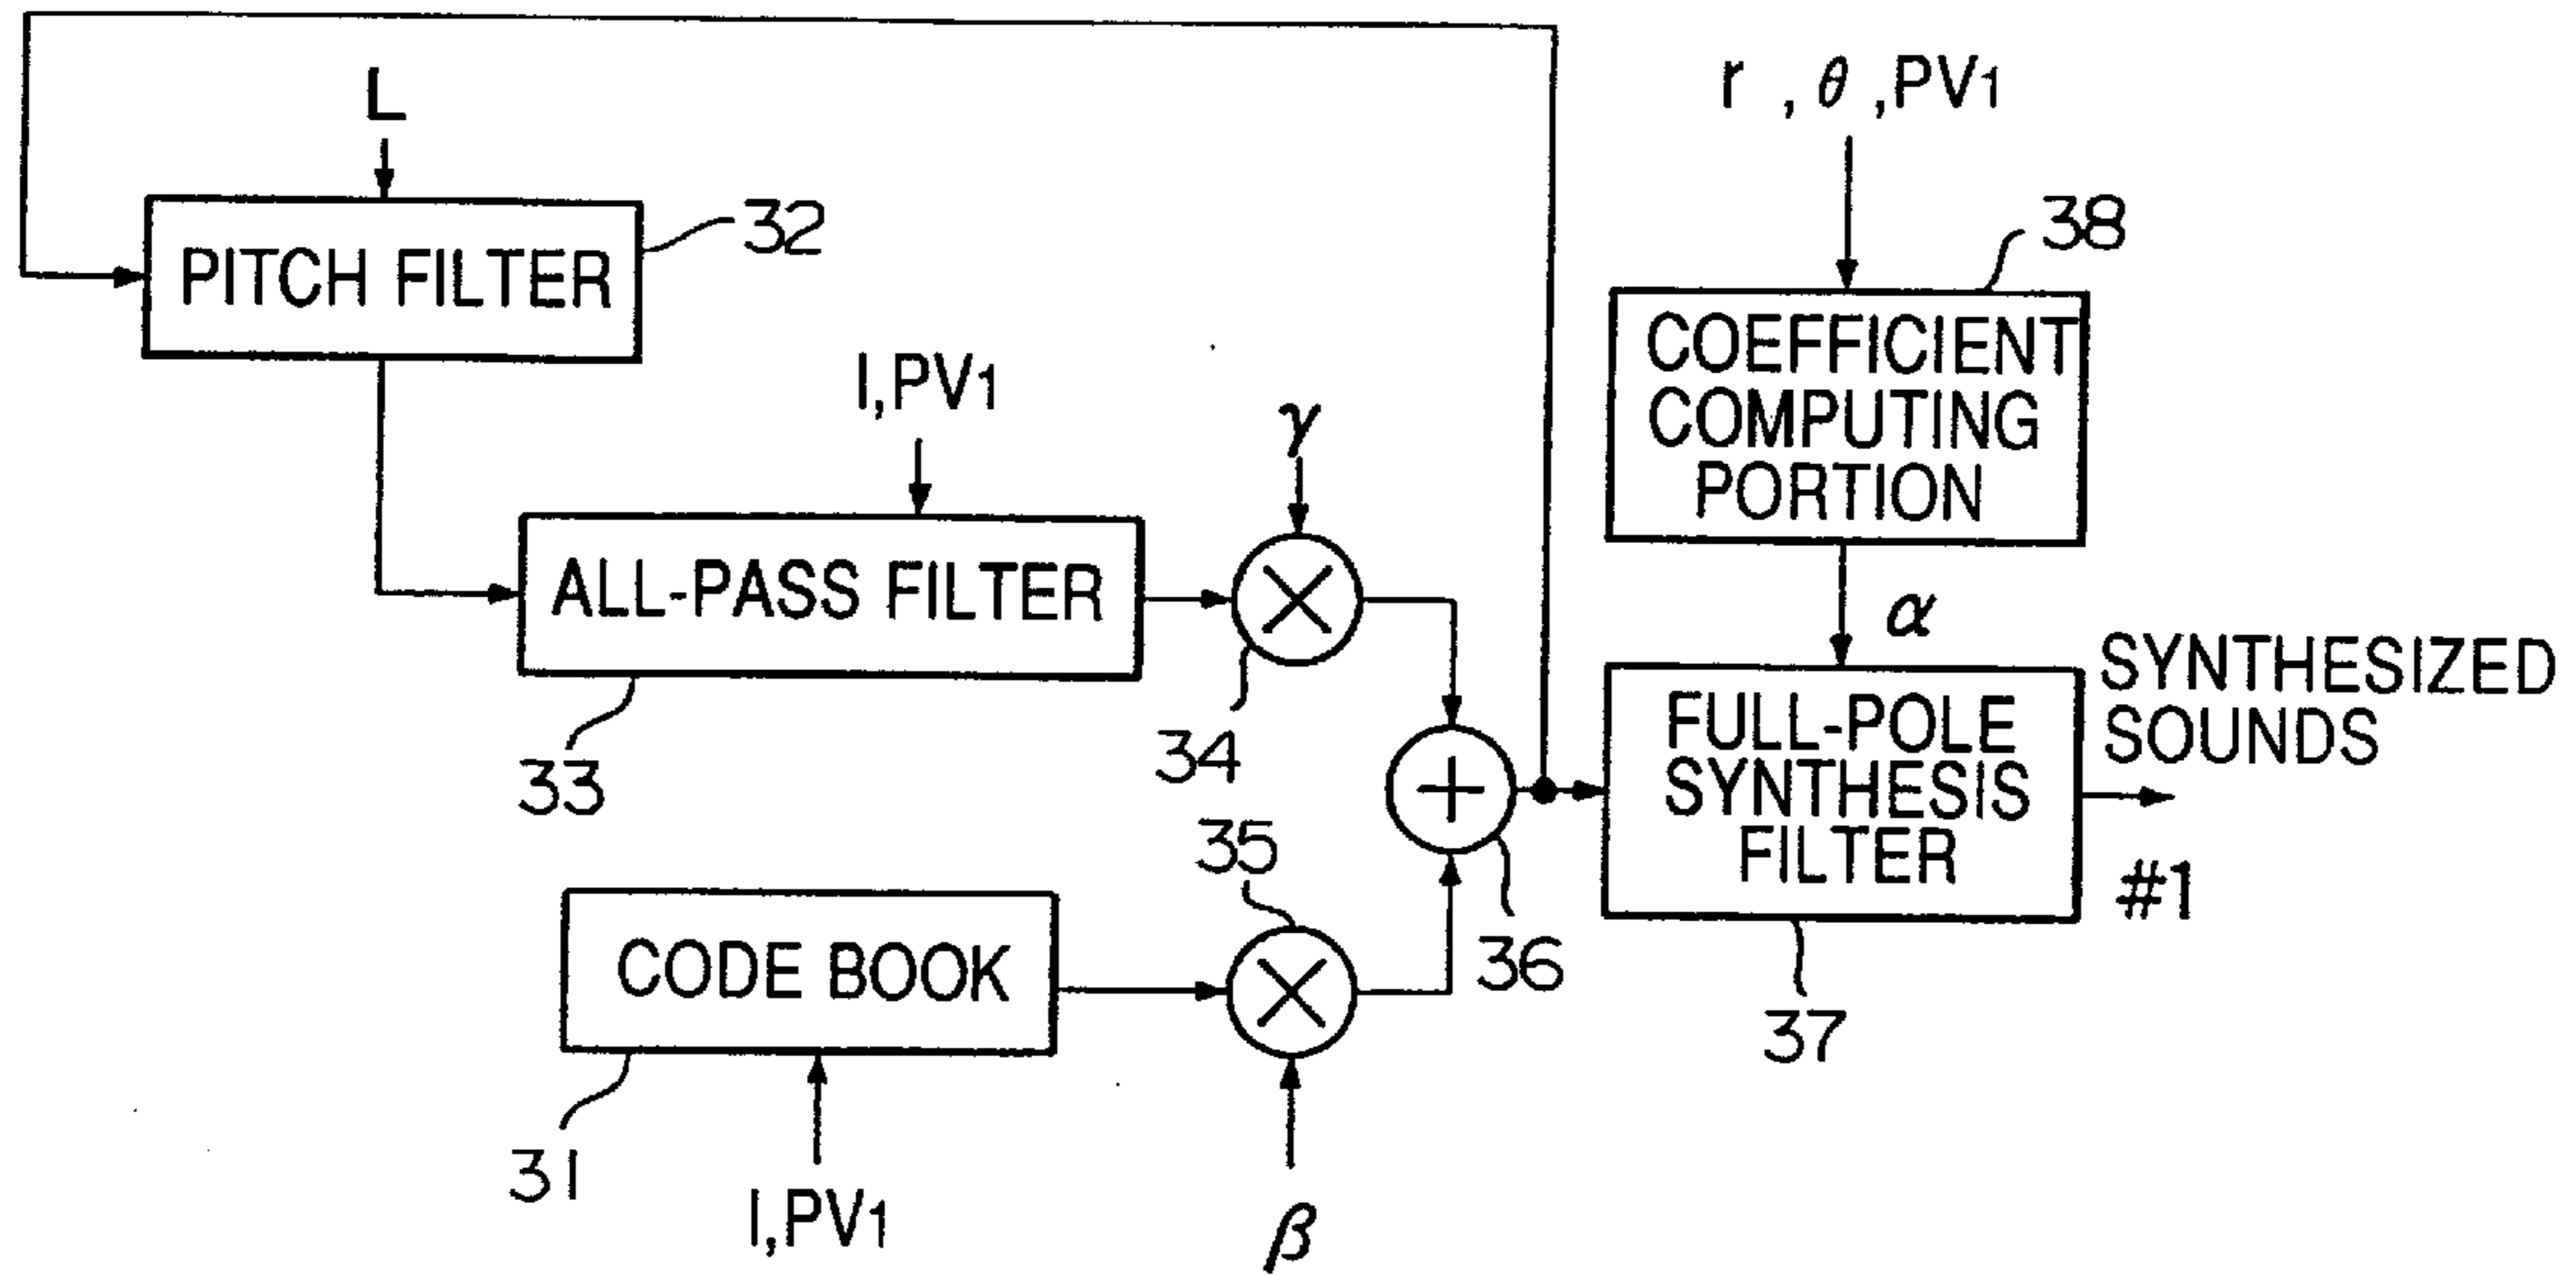 L
r , θ ,PV1
32
38
PITCH FILTER
COEFFICIENT
COMPUTING
PORTION
I,PV1
γ
ALL-PASS FILTER
α
SYNTHESIZED
SOUNDS
33
34
FULL-POLE
SYNTHESIS
FILTER
35
#1
CODE BOOK
36
37
31
I,PV1
β